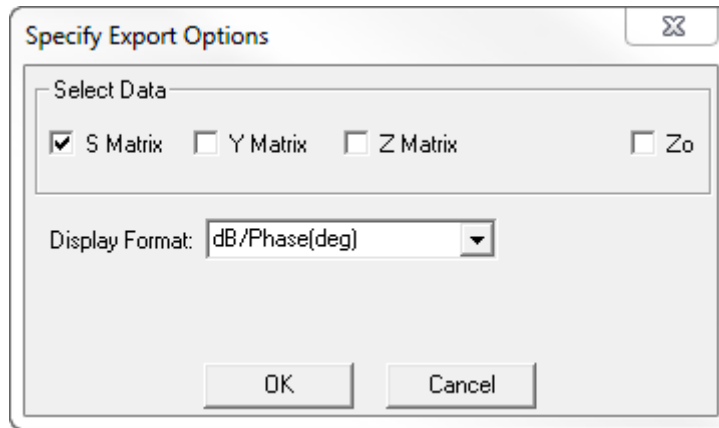 Specify Export Options
Select Data
S Matrix Y Matrix Z Matrix Zo
Display Format: dB/Phase(deg)
OK Cancel